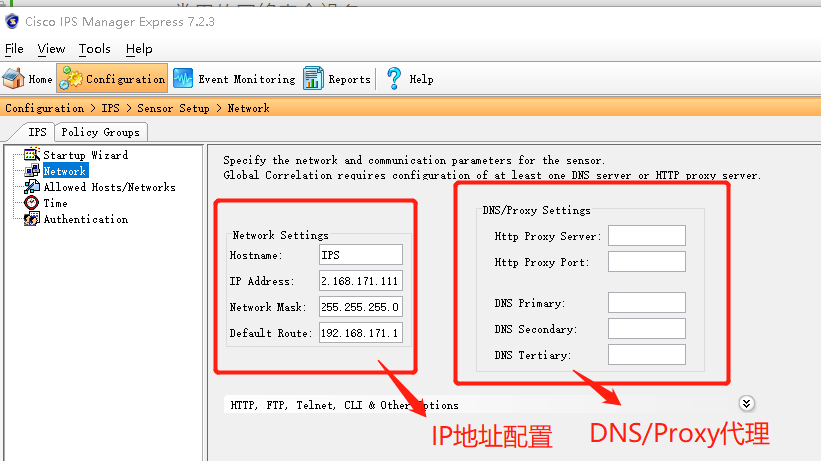 Cisco IPS Manager Express 7.2.3
File View Tools Help
Home Configuration Event Monitoring Reports Help
Configuration > IPS > Sensor Setup > Network
IPS Policy Groups
Startup Wizard
Network
Allowed Hosts/Networks
Time
Authentication
Specify the network and communication parameters for the sensor.
Global Correlation requires configuration of at least one DNS server or HTTP proxy server.
Network Settings
Hostname: IPS
IP Address: 2.168.171.111
Network Mask: 255.255.255.0
Default Route: 192.168.171.1
DNS/Proxy Settings
Http Proxy Server:
Http Proxy Port:
DNS Primary:
DNS Secondary:
DNS Tertiary:
HTTP, FTP, Telnet, CLI & Other Options
IP地址配置
DNS/Proxy代理